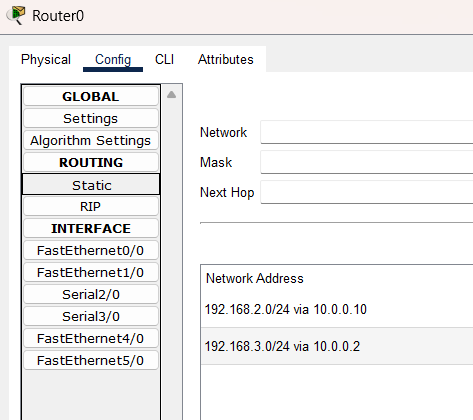 Router0
Physical Config CLI Attributes
GLOBAL
Settings
Algorithm Settings
ROUTING
Static
RIP
INTERFACE
FastEthernet0/0
FastEthernet1/0
Serial2/0
Serial3/0
FastEthernet4/0
FastEthernet5/0
Network
Mask
Next Hop
Network Address
192.168.2.0/24 via 10.0.0.10
192.168.3.0/24 via 10.0.0.2